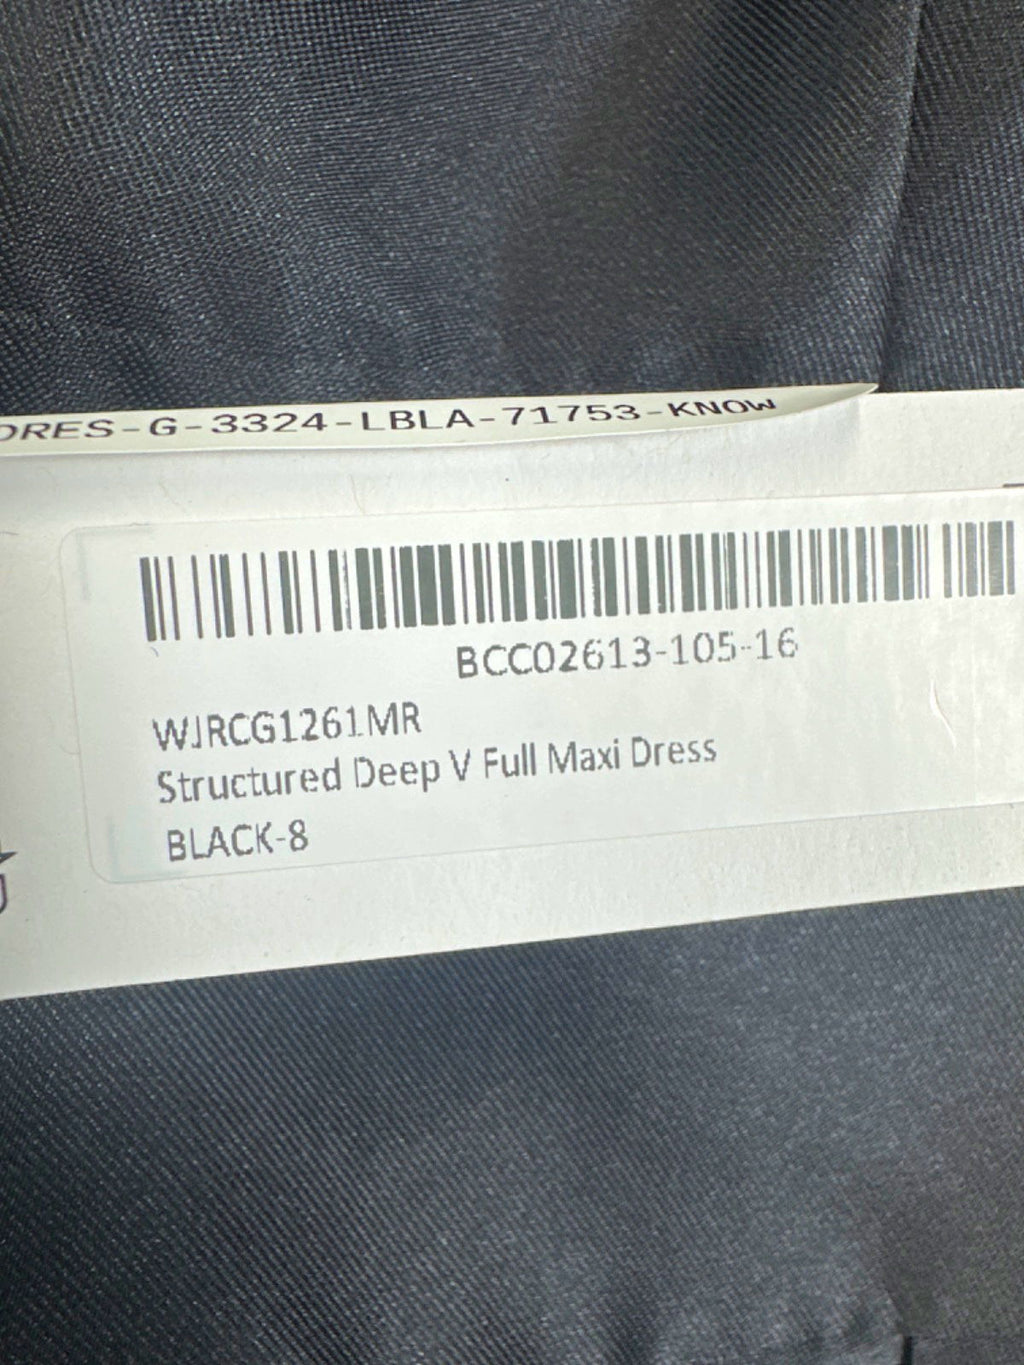 DRES-G-3324-LBLA-71753-KNOW
BCC02613-105-16
WJRCG1261MR
Structured Deep V Full Maxi Dress
BLACK-8